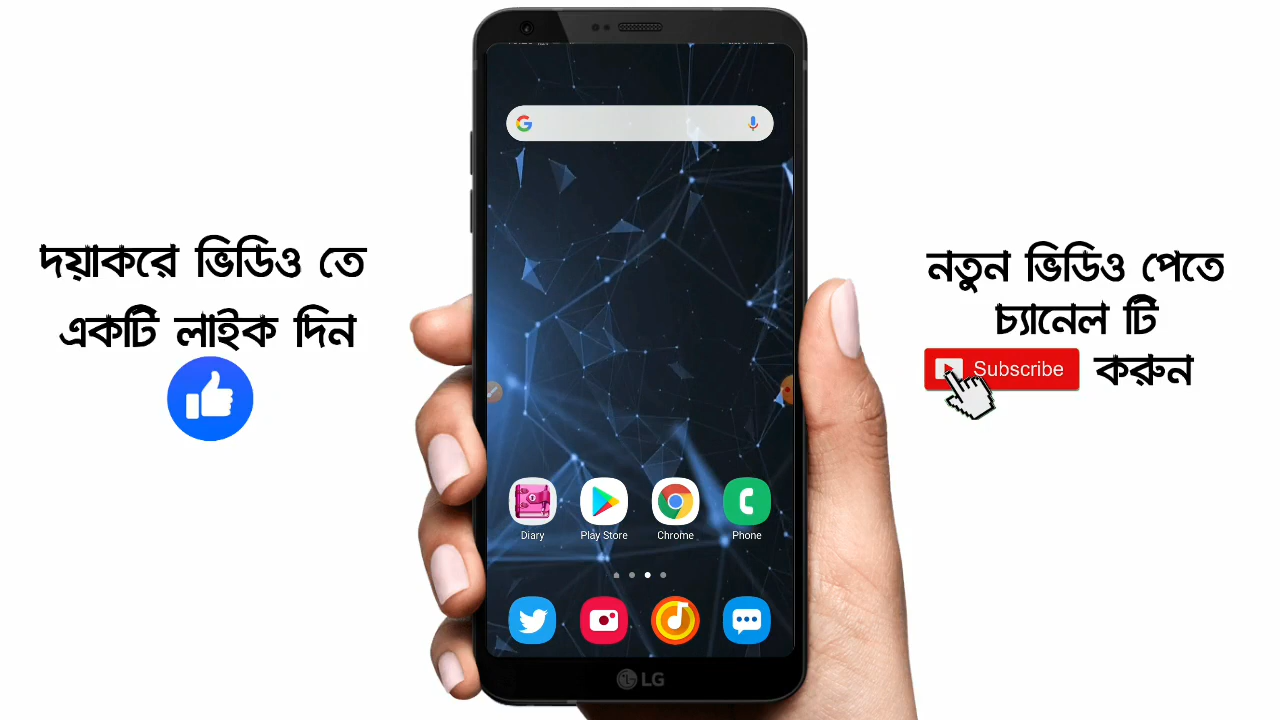 দয়াকরে ভিডিও তে
একটি লাইক দিন
নতুন ভিডিও পেতে
চ্যানেল টি
Subscribe করুন
Diary
Play Store
Chrome
Phone
LG